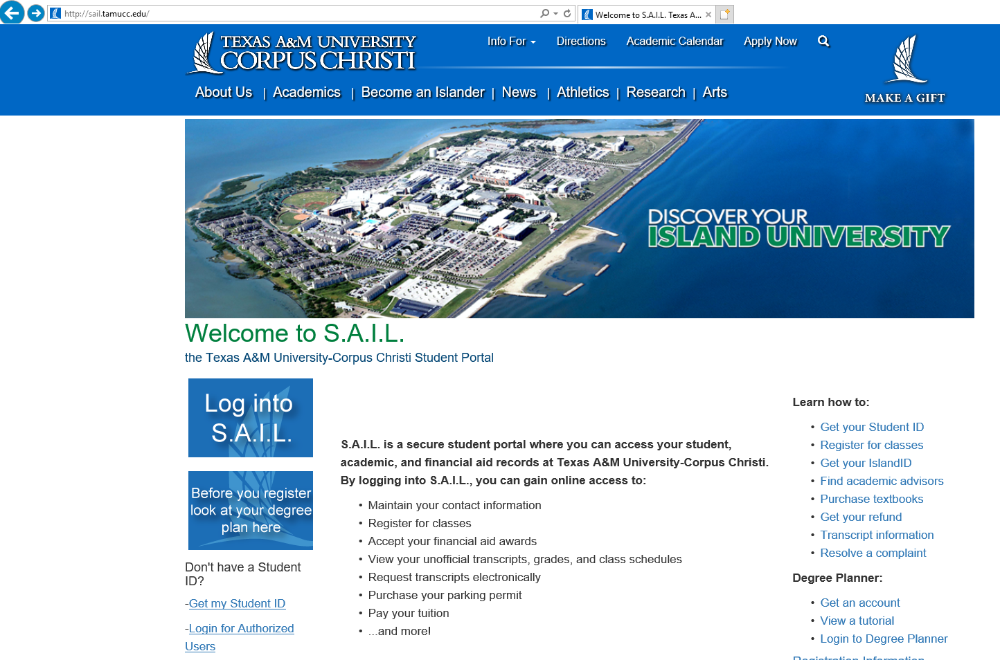 http://sail.tamucc.edu/
Welcome to S.A.I.L. Texas A...
TEXAS A&M UNIVERSITY
CORPUS CHRISTI
Info For
Directions
Academic Calendar
Apply Now
MAKE A GIFT
About Us | Academics | Become an Islander | News | Athletics | Research | Arts
DISCOVER YOUR
ISLAND UNIVERSITY
Welcome to S.A.I.L.
the Texas A&M University-Corpus Christi Student Portal
Log into
S.A.I.L.
Before you register
look at your degree
plan here
Don't have a Student
ID?
-Get my Student ID
-Login for Authorized
Users
S.A.I.L. is a secure student portal where you can access your student,
academic, and financial aid records at Texas A&M University-Corpus Christi.
By logging into S.A.I.L., you can gain online access to:
• Maintain your contact information
• Register for classes
• Accept your financial aid awards
• View your unofficial transcripts, grades, and class schedules
• Request transcripts electronically
• Purchase your parking permit
• Pay your tuition
• ...and more!
Learn how to:
• Get your Student ID
• Register for classes
• Get your IslandID
• Find academic advisors
• Purchase textbooks
• Get your refund
• Transcript information
• Resolve a complaint
Degree Planner:
• Get an account
• View a tutorial
• Login to Degree Planner
Registration Information